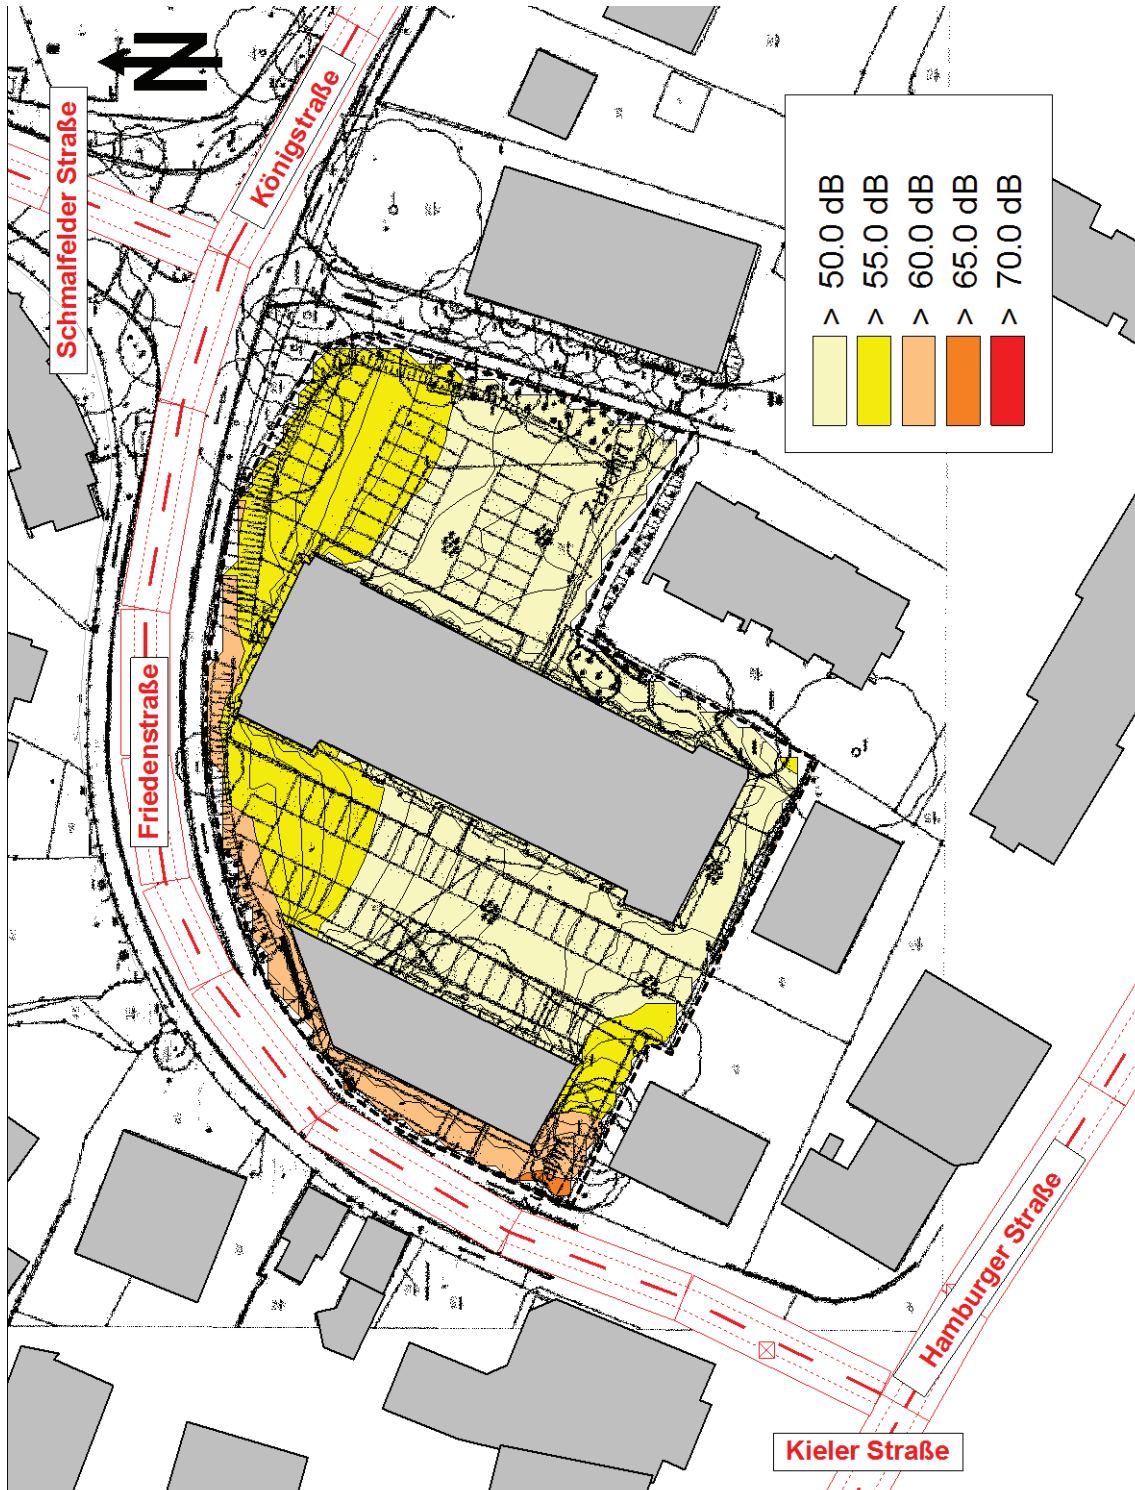 N
Schmalfelder Straße
Königstraße
Friedenstraße
> 50.0 dB
> 55.0 dB
> 60.0 dB
> 65.0 dB
> 70.0 dB
Hamburger Straße
Kieler Straße